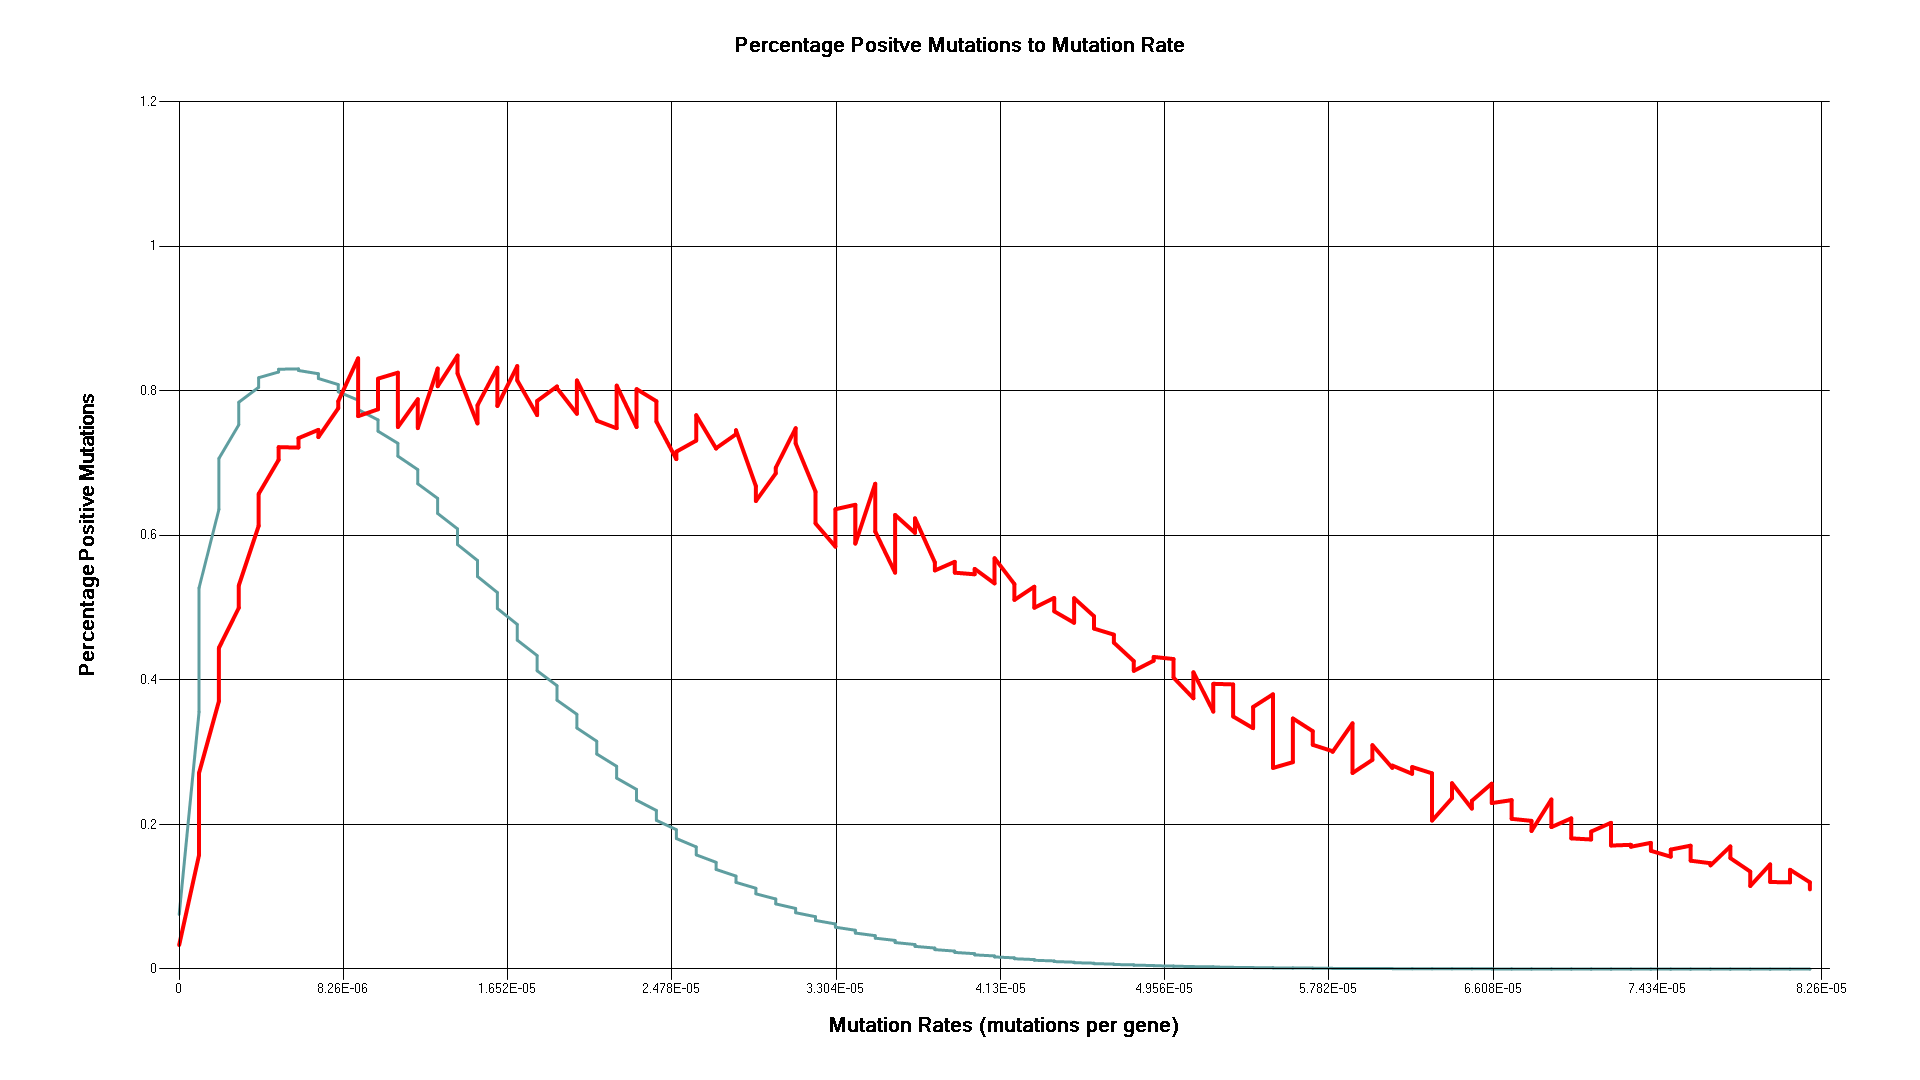 Percentage Positve Mutations to Mutation Rate
1.2
1
0.8
0.6
0.4
0.2
0
Percentage Positive Mutations
0 8.26E-06 1.652E-05 2.478E-05 3.304E-05 4.13E-05 4.956E-05 5.782E-05 6.608E-05 7.434E-05 8.26E-05
Mutation Rates (mutations per gene)